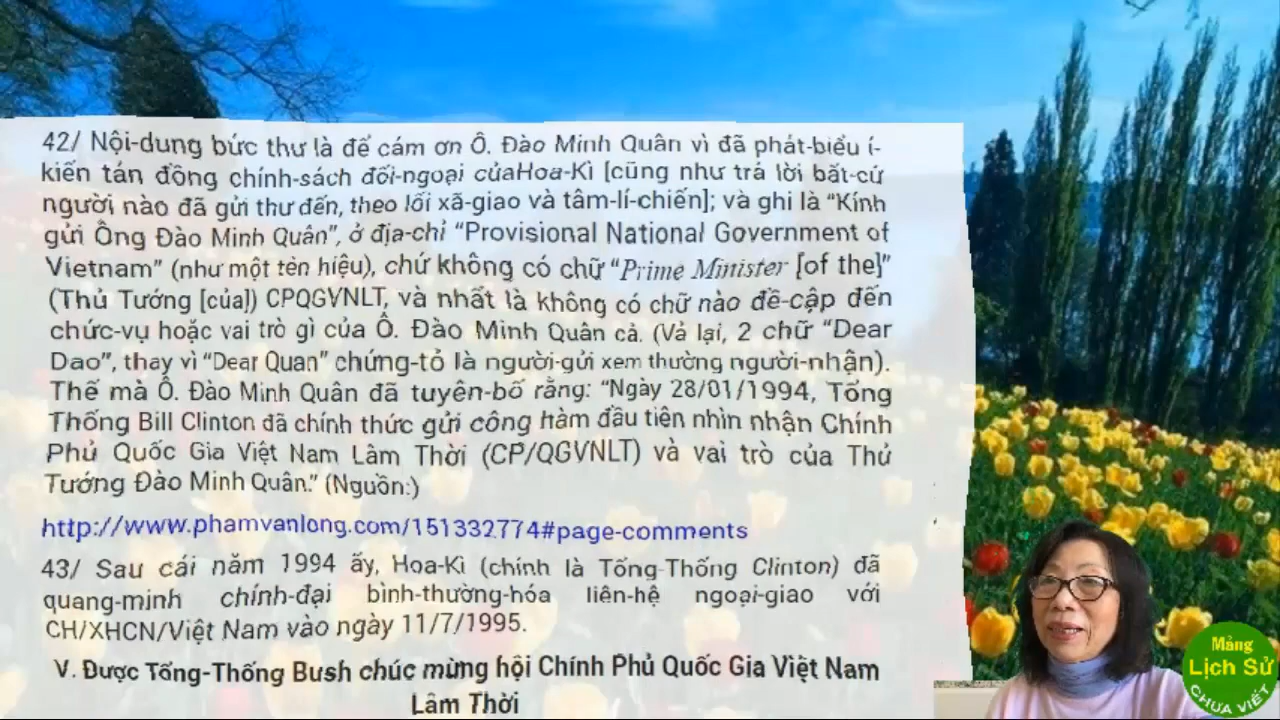 42/ Nội-dung bức thư là để cám ơn Ô. Đào Minh Quân vì đã phát-biểu í-
kiến tán đồng chính-sách đối-ngoại củaHoa-Kì [cũng như trả lời bất-cứ
người nào đã gửi thư đến, theo lối xã-giao và tâm-lí-chiến]; và ghi là “Kính
gửi Ông Đào Minh Quân”, ở địa-chỉ “Provisional National Government of
Vietnam” (như một tên hiệu), chứ không có chữ “Prime Minister [of the]”
(Thủ Tướng [của]) CPQGVNLT, và nhất là không có chữ nào đề-cập đến
chức-vụ hoặc vai trò gì của Ô. Đào Minh Quân cả. (Vả lại, 2 chữ “Dear
Dao”, thay vì “Dear Quan” chứng-tỏ là người-gửi xem thường người-nhận).
Thế mà Ô. Đào Minh Quân đã tuyên-bố rằng: “Ngày 28/01/1994, Tổng
Thống Bill Clinton đã chính thức gửi công hàm đầu tiên nhìn nhận Chính
Phủ Quốc Gia Việt Nam Lâm Thời (CP/QGVNLT) và vai trò của Thủ
Tướng Đào Minh Quân.” (Nguồn:)
http://www.phamvanlong.com/151332774#page-comments
43/ Sau cái năm 1994 ấy, Hoa-Kì (chính là Tổng-Thống Clinton) đã
quang-minh chính-đại bình-thường-hóa liên-hệ ngoại-giao với
CH/XHCN/Việt Nam vào ngày 11/7/1995.
V. Được Tổng-Thống Bush chúc mừng hội Chính Phủ Quốc Gia Việt Nam
Lâm Thời
Mảng
Lịch Sử
CHƯA VIẾT